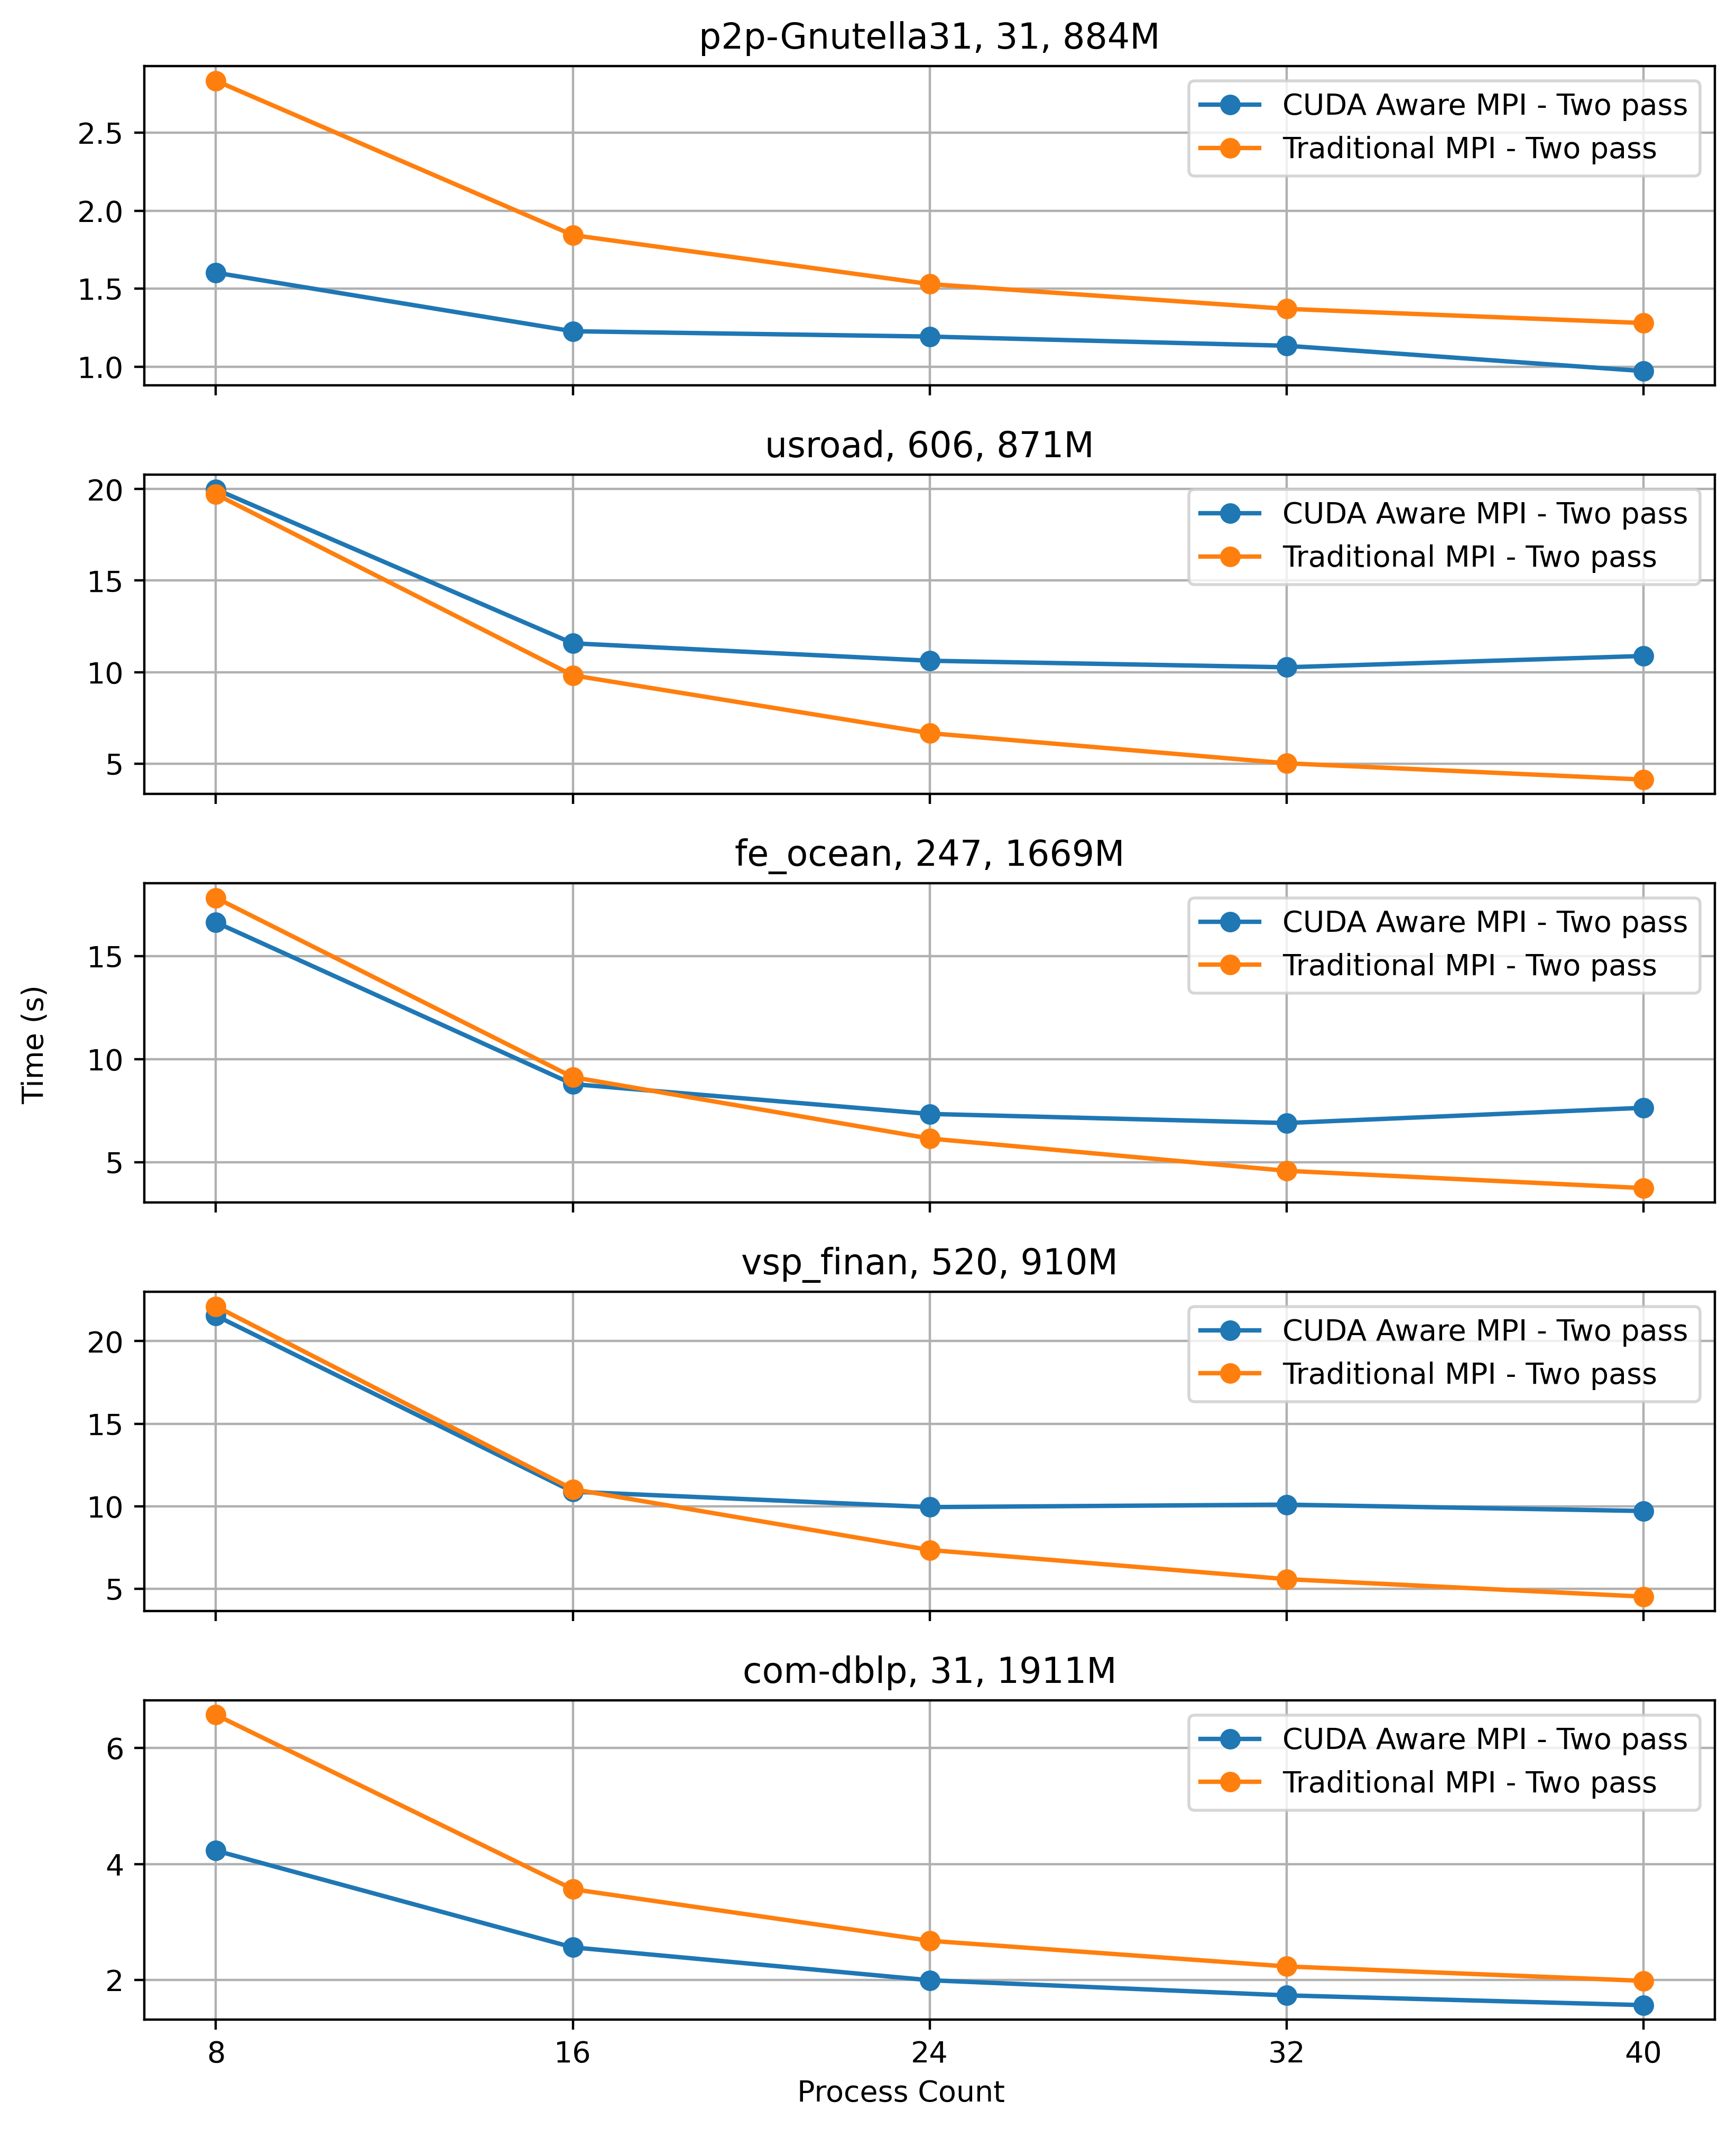 p2p-Gnutella31, 31, 884M
2.5
2.0
1.5
1.0
CUDA Aware MPI - Two pass
Traditional MPI - Two pass
usroad, 606, 871M
20
15
10
5
CUDA Aware MPI - Two pass
Traditional MPI - Two pass
fe_ocean, 247, 1669M
15
10
5
CUDA Aware MPI - Two pass
Traditional MPI - Two pass
Time (s)
vsp_finan, 520, 910M
20
15
10
5
CUDA Aware MPI - Two pass
Traditional MPI - Two pass
com-dblp, 31, 1911M
6
4
2
CUDA Aware MPI - Two pass
Traditional MPI - Two pass
8 16 24 32 40
Process Count